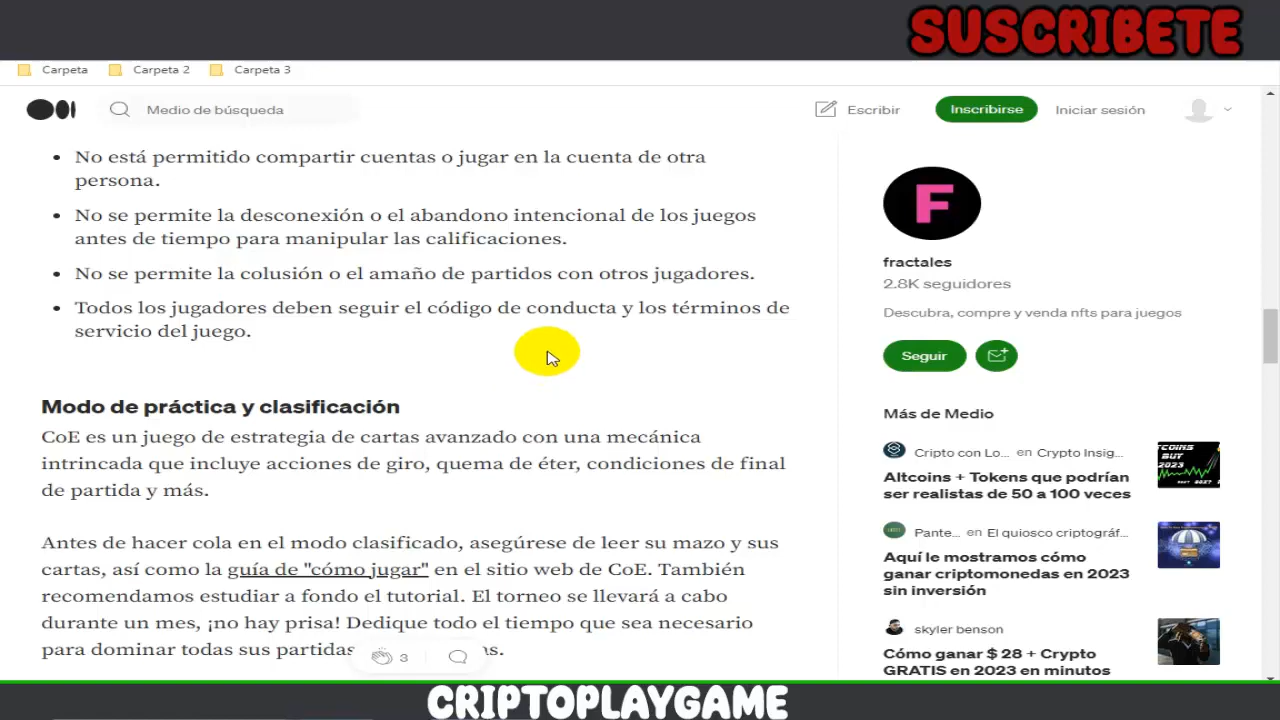 SUSCRIBETE
Carpeta
Carpeta 2
Carpeta 3
Medio de búsqueda
Escribir
Inscribirse
Iniciar sesión
No está permitido compartir cuentas o jugar en la cuenta de otra
persona.
No se permite la desconexión o el abandono intencional de los juegos
antes de tiempo para manipular las calificaciones.
No se permite la colusión o el amaño de partidos con otros jugadores.
Todos los jugadores deben seguir el código de conducta y los términos de
servicio del juego.
Modo de práctica y clasificación
CoE es un juego de estrategia de cartas avanzado con una mecánica
intrincada que incluye acciones de giro, quema de éter, condiciones de final
de partida y más.
Antes de hacer cola en el modo clasificado, asegúrese de leer su mazo y sus
cartas, así como la guía de "cómo jugar" en el sitio web de CoE. También
recomendamos estudiar a fondo el tutorial. El torneo se llevará a cabo
durante un mes, ¡no hay prisa! Dedique todo el tiempo que sea necesario
para dominar todas sus partidas
3
F
fractales
2.8K seguidores
Descubra, compre y venda nfts para juegos
Seguir
Más de Medio
Cripto con Lo... en Crypto Insig...
Altcoins + Tokens que podrían
ser realistas de 50 a 100 veces
COINS
BUY
2023
Pante... en El quiosco criptográf...
Aquí le mostramos cómo
ganar criptomonedas en 2023
sin inversión
skyler benson
Cómo ganar $ 28 + Crypto
GRATIS en 2023 en minutos
CRIPTOPLAYGAME